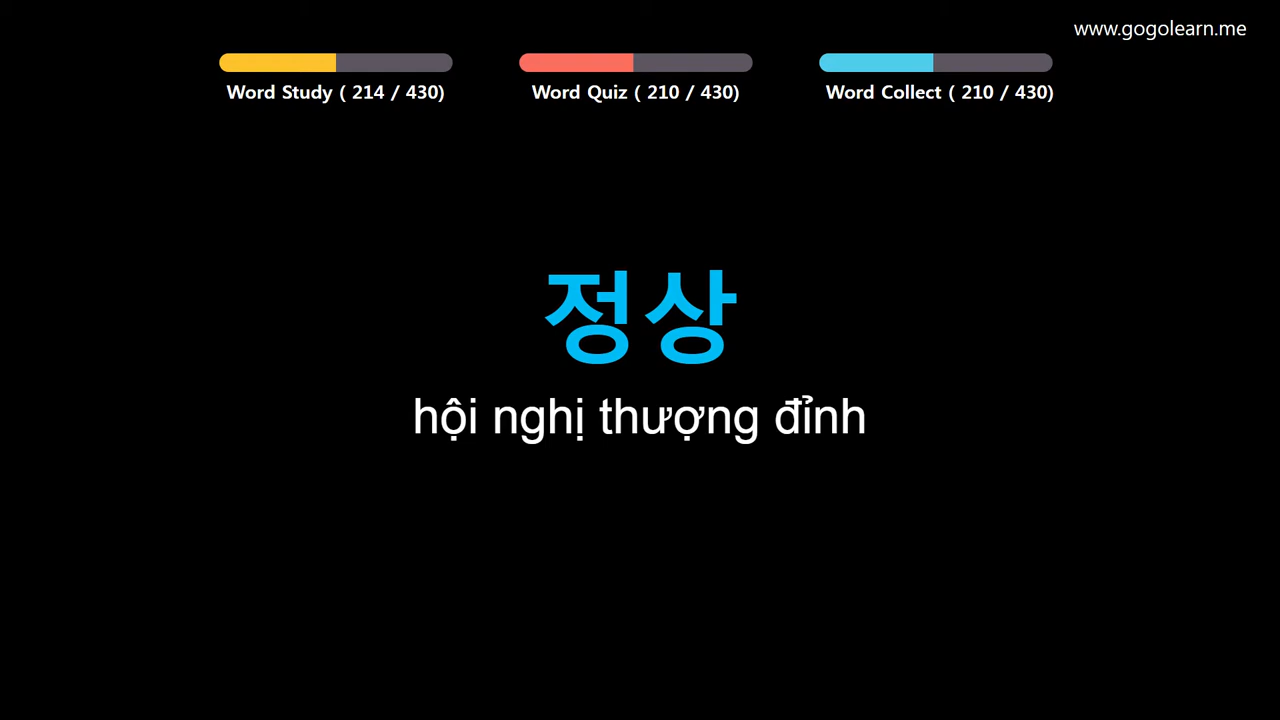 www.gogolearn.me
Word Study ( 214 / 430)
Word Quiz ( 210 / 430)
Word Collect ( 210 / 430)
정상
hội nghị thượng đỉnh